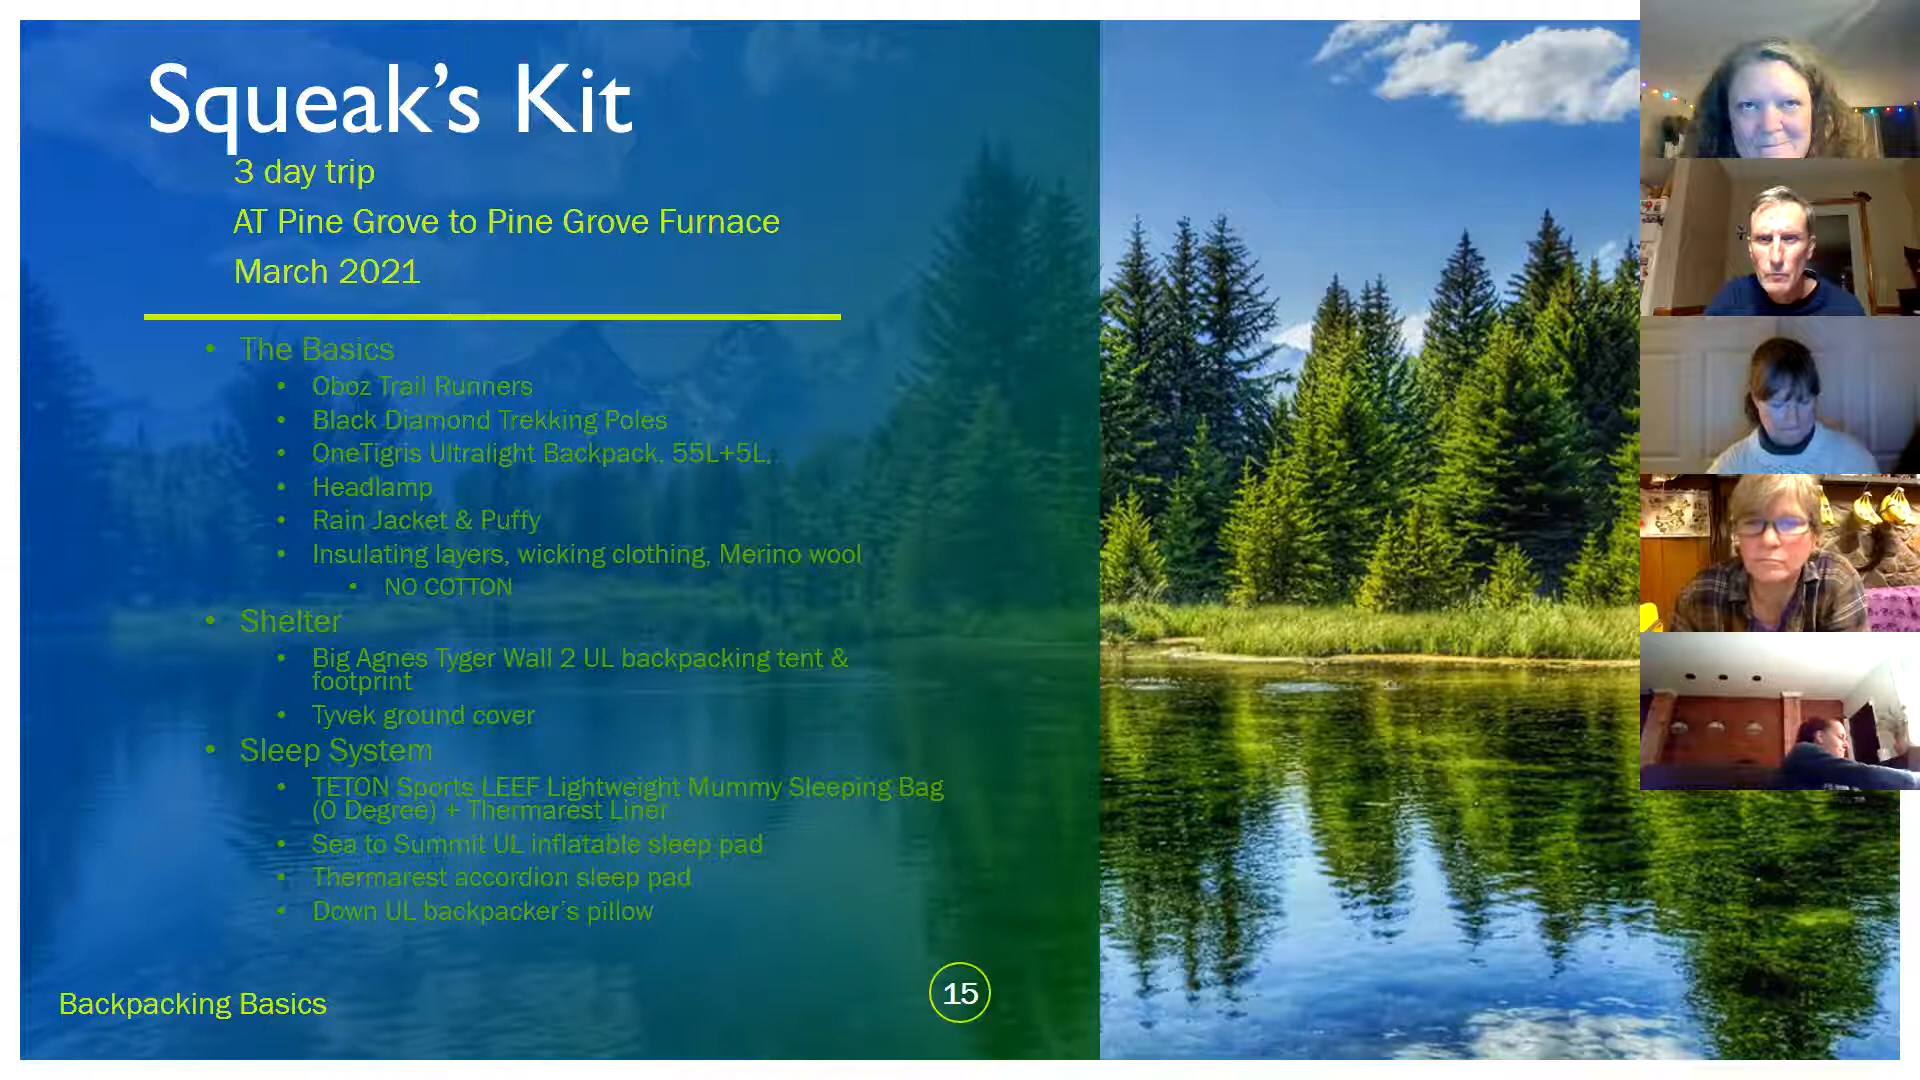 Squeak's Kit
3 day trip
AT Pine Grove to Pine Grove Furnace
March 2021
• The Basics
• Oboz Trail Runners
• Black Diamond Trekking Poles
• OneTigris Ultralight Backpack, 55L+5L,
• Headlamp
• Rain Jacket & Puffy
• Insulating layers, wicking clothing, Merino wool
• NO COTTON
• Shelter
• Big Agnes Tyger Wall 2 UL backpacking tent &
footprint
• Tyvek ground cover
• Sleep System
• TETON Sports LEEF Lightweight Mummy Sleeping Bag
(0 Degree) + Thermarest Liner
• Sea to Summit UL inflatable sleep pad
• Thermarest accordion sleep pad
• Down UL backpacker's pillow
Backpacking Basics
15